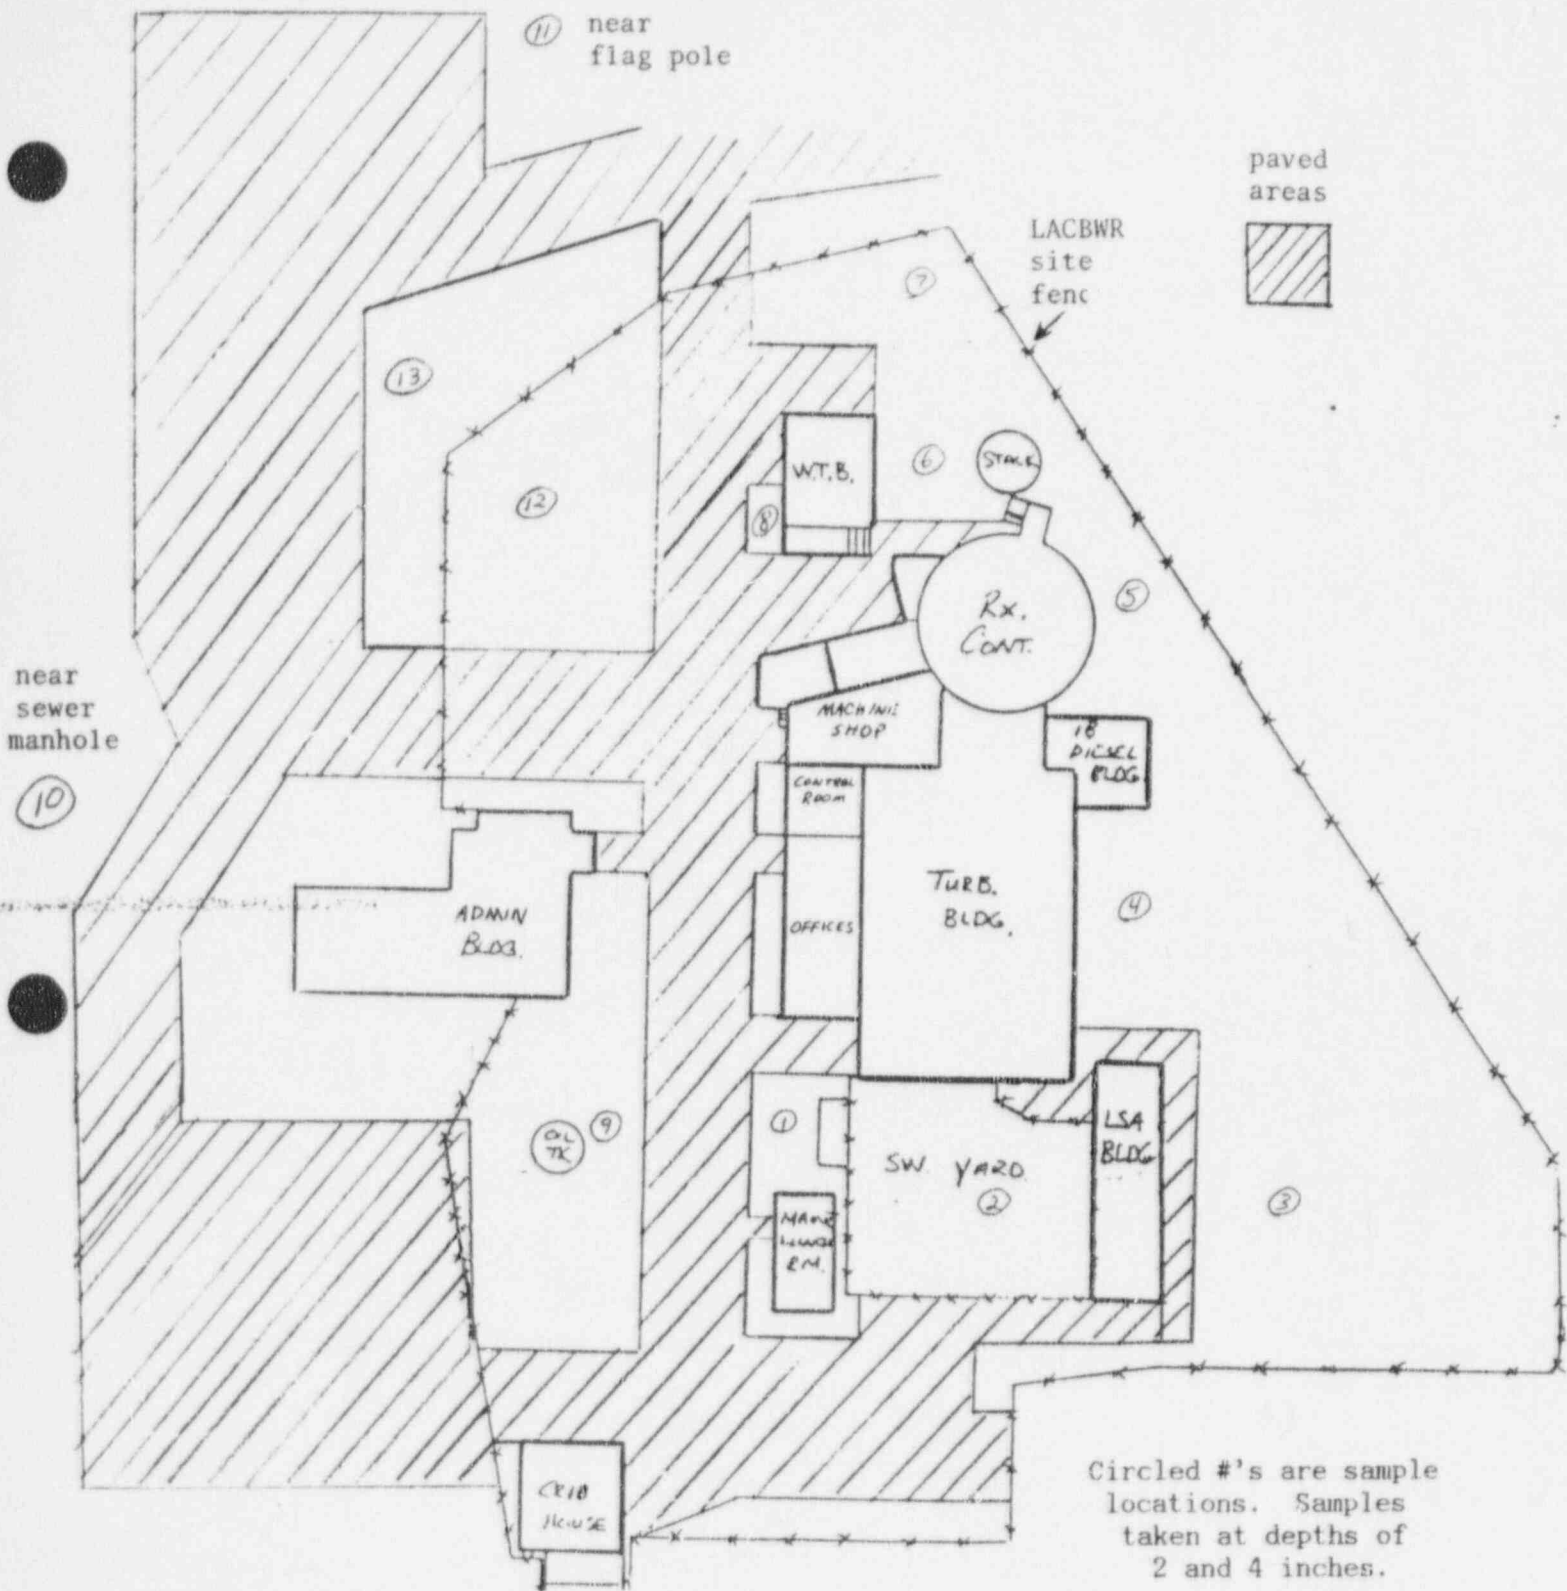 11 near
flag pole
paved
areas
LACBWR
site
fenc
7
13
6
STACK
W.T.B.
12
8
5
Rx.
CONT.
near
sewer
manhole
10
MACHINE
SHOP
1B
DIESEL
BLDG
CONTROL
ROOM
TURB.
BLDG.
4
ADMIN
BLDG.
OFFICES
1
9
OIL
TK
LSA
BLDG
SW. YARD
2
3
RM.
CRIB
HOUSE
Circled #'s are sample
locations. Samples
taken at depths of
2 and 4 inches.